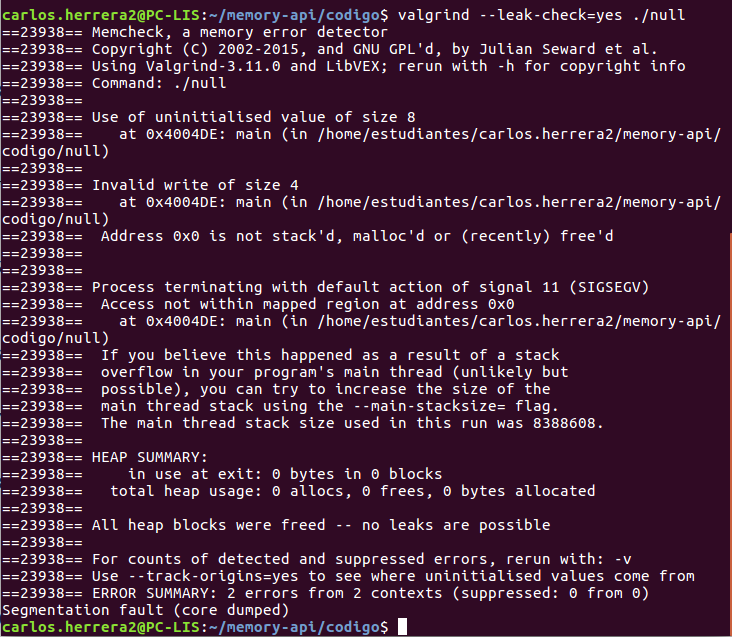 carlos.herrera2@PC-LIS:~/memory-api/codigo$ valgrind --leak-check=yes ./null
==23938== Memcheck, a memory error detector
==23938== Copyright (C) 2002-2015, and GNU GPL'd, by Julian Seward et al.
==23938== Using Valgrind-3.11.0 and LibVEX; rerun with -h for copyright info
==23938== Command: ./null
==23938==
==23938== Use of uninitialised value of size 8
==23938==    at 0x4004DE: main (in /home/estudiantes/carlos.herrera2/memory-api/
codigo/null)
==23938==
==23938== Invalid write of size 4
==23938==    at 0x4004DE: main (in /home/estudiantes/carlos.herrera2/memory-api/
codigo/null)
==23938==  Address 0x0 is not stack'd, malloc'd or (recently) free'd
==23938==
==23938==
==23938== Process terminating with default action of signal 11 (SIGSEGV)
==23938==  Access not within mapped region at address 0x0
==23938==    at 0x4004DE: main (in /home/estudiantes/carlos.herrera2/memory-api/
codigo/null)
==23938==  If you believe this happened as a result of a stack
==23938==  overflow in your program's main thread (unlikely but
==23938==  possible), you can try to increase the size of the
==23938==  main thread stack using the --main-stacksize= flag.
==23938==  The main thread stack size used in this run was 8388608.
==23938==
==23938== HEAP SUMMARY:
==23938==     in use at exit: 0 bytes in 0 blocks
==23938==   total heap usage: 0 allocs, 0 frees, 0 bytes allocated
==23938==
==23938== All heap blocks were freed -- no leaks are possible
==23938==
==23938== For counts of detected and suppressed errors, rerun with: -v
==23938== Use --track-origins=yes to see where uninitialised values come from
==23938== ERROR SUMMARY: 2 errors from 2 contexts (suppressed: 0 from 0)
Segmentation fault (core dumped)
carlos.herrera2@PC-LIS:~/memory-api/codigo$